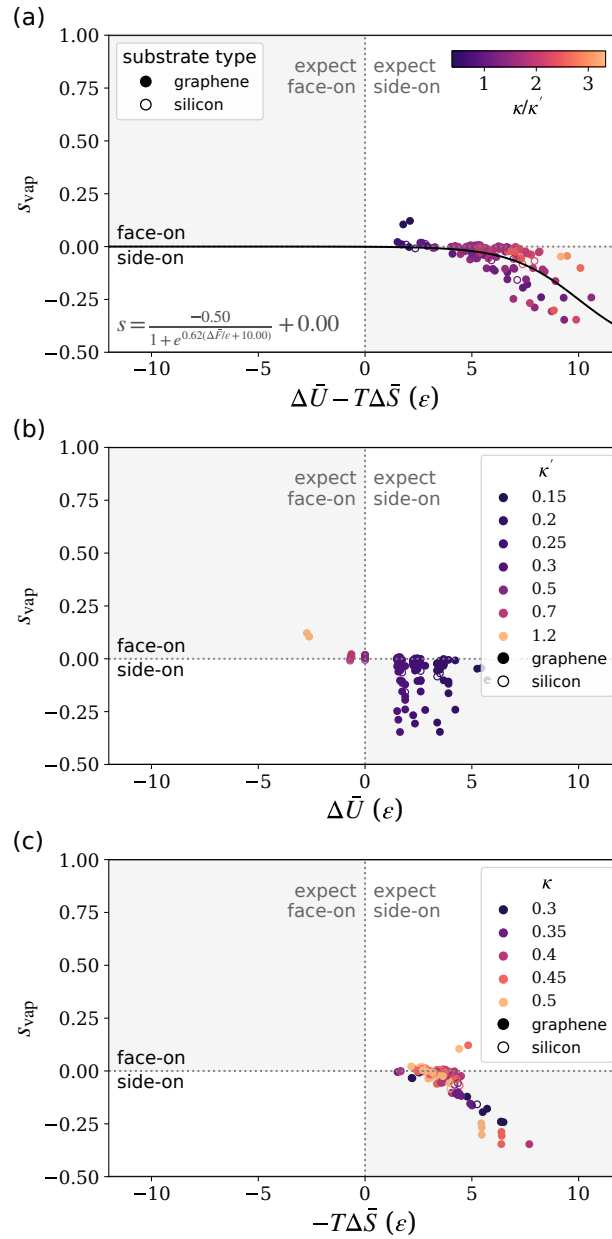 (a)
1.00
0.75
0.50
0.25
0.00
−0.25
−0.50
s_vap
substrate type
graphene
silicon
expect face-on
expect side-on
1 2 3
κ/κ′
face-on
side-on
s = −0.50 / (1 + e^{0.62(ΔF̄/ε + 10.00)}) + 0.00
−10 −5 0 5 10
ΔŪ − TΔS̄ (ε)
(b)
1.00
0.75
0.50
0.25
0.00
−0.25
−0.50
s_vap
expect face-on
expect side-on
κ′
0.15
0.2
0.25
0.3
0.5
0.7
1.2
graphene
silicon
face-on
side-on
−10 −5 0 5 10
ΔŪ (ε)
(c)
1.00
0.75
0.50
0.25
0.00
−0.25
−0.50
s_vap
expect face-on
expect side-on
κ
0.3
0.35
0.4
0.45
0.5
graphene
silicon
face-on
side-on
−10 −5 0 5 10
−TΔS̄ (ε)